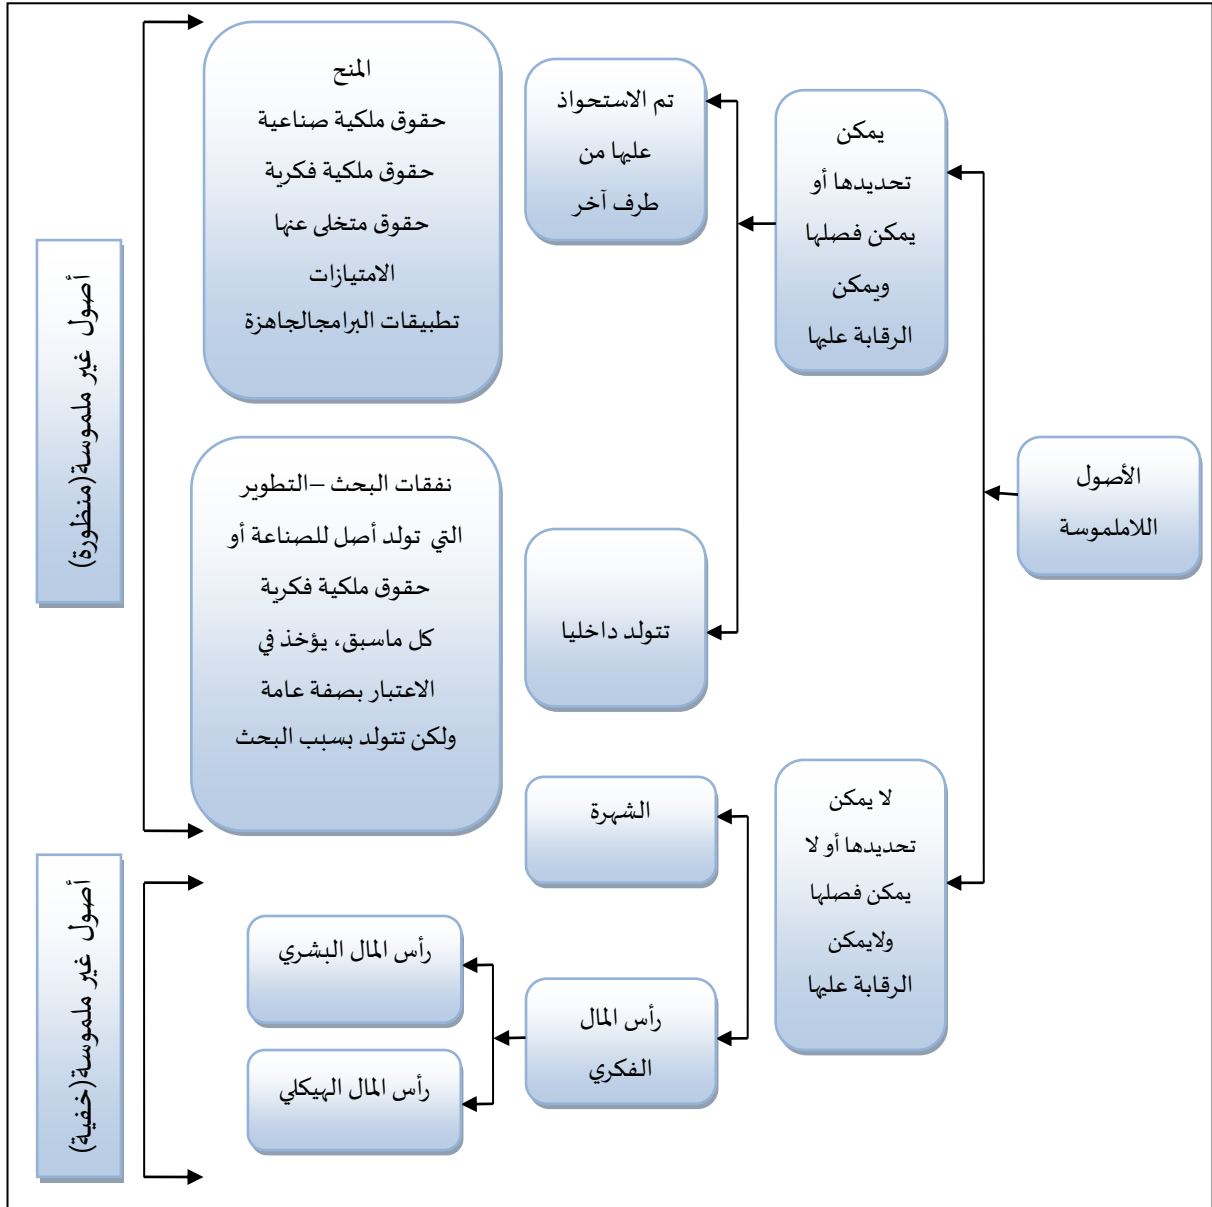 الأصول
اللاملموسة
يمكن
تحديدها أو
يمكن فصلها
ويمكن
الرقابة عليها
تم الاستحواذ
عليها من
طرف آخر
المنح
حقوق ملكية صناعية
حقوق ملكية فكرية
حقوق متخلى عنها
الامتيازات
تطبيقات البرامجالجاهزة
تتولد داخليا
نفقات البحث –التطوير
التي تولد أصل للصناعة أو
حقوق ملكية فكرية
كل ماسبق، يؤخذ في
الاعتبار بصفة عامة
ولكن تتولد بسبب البحث
أصول غير ملموسة(منظورة)
لا يمكن
تحديدها أو لا
يمكن فصلها
ولايمكن
الرقابة عليها
الشهرة
رأس المال
الفكري
رأس المال البشري
رأس المال الهيكلي
أصول غير ملموسة(خفية)